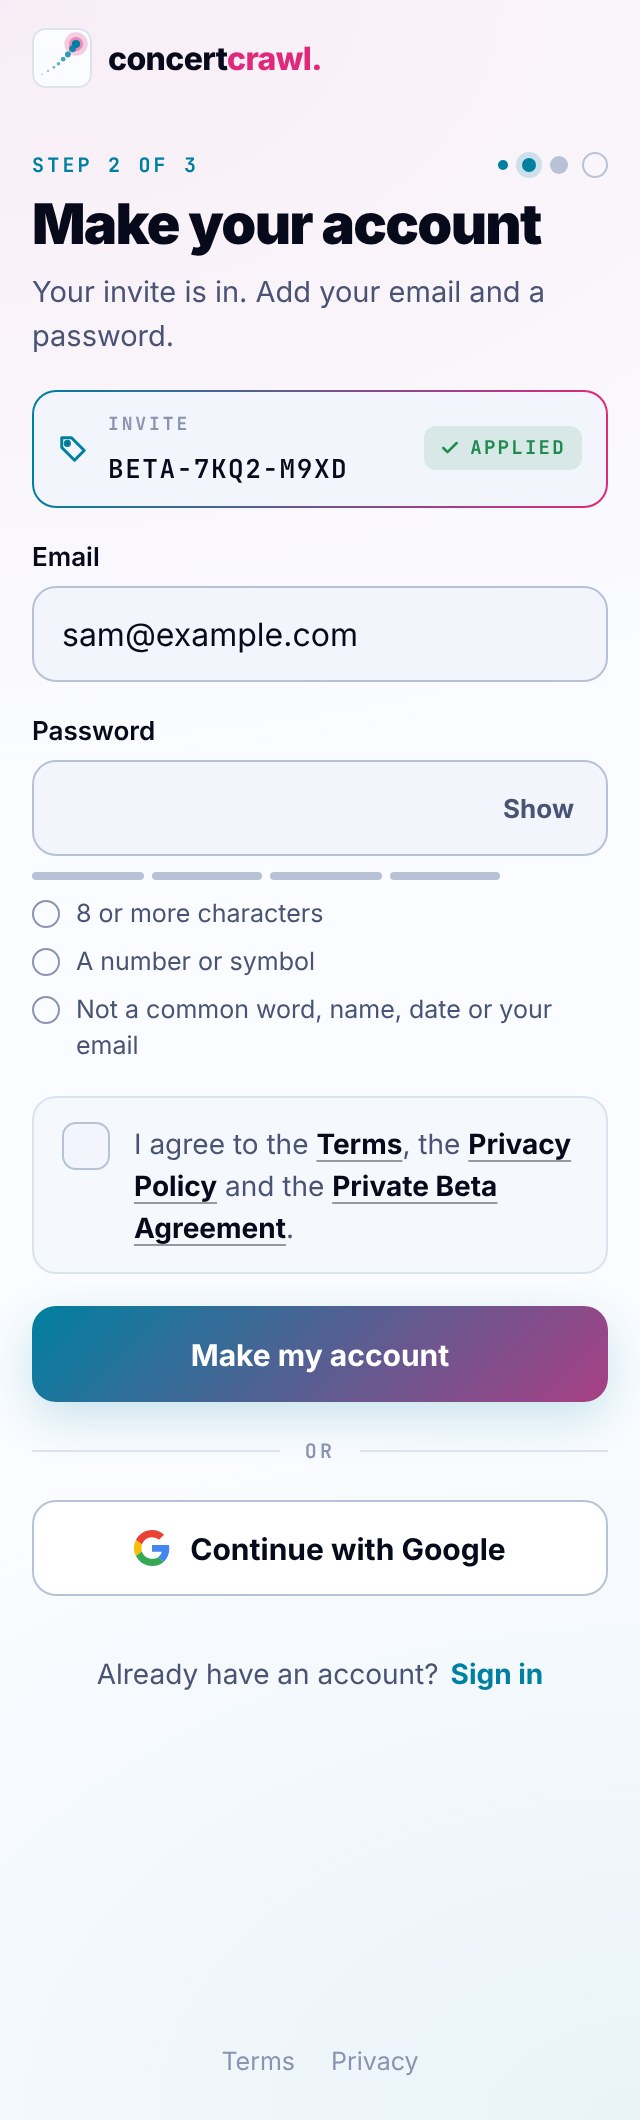 concertcrawl.
STEP 2 OF 3
Make your account
Your invite is in. Add your email and a
password.
INVITE
BETA-7KQ2-M9XD
APPLIED
Email
sam@example.com
Password
Show
8 or more characters
A number or symbol
Not a common word, name, date or your
email
I agree to the Terms, the Privacy
Policy and the Private Beta
Agreement.
Make my account
OR
Continue with Google
Already have an account? Sign in
Terms Privacy